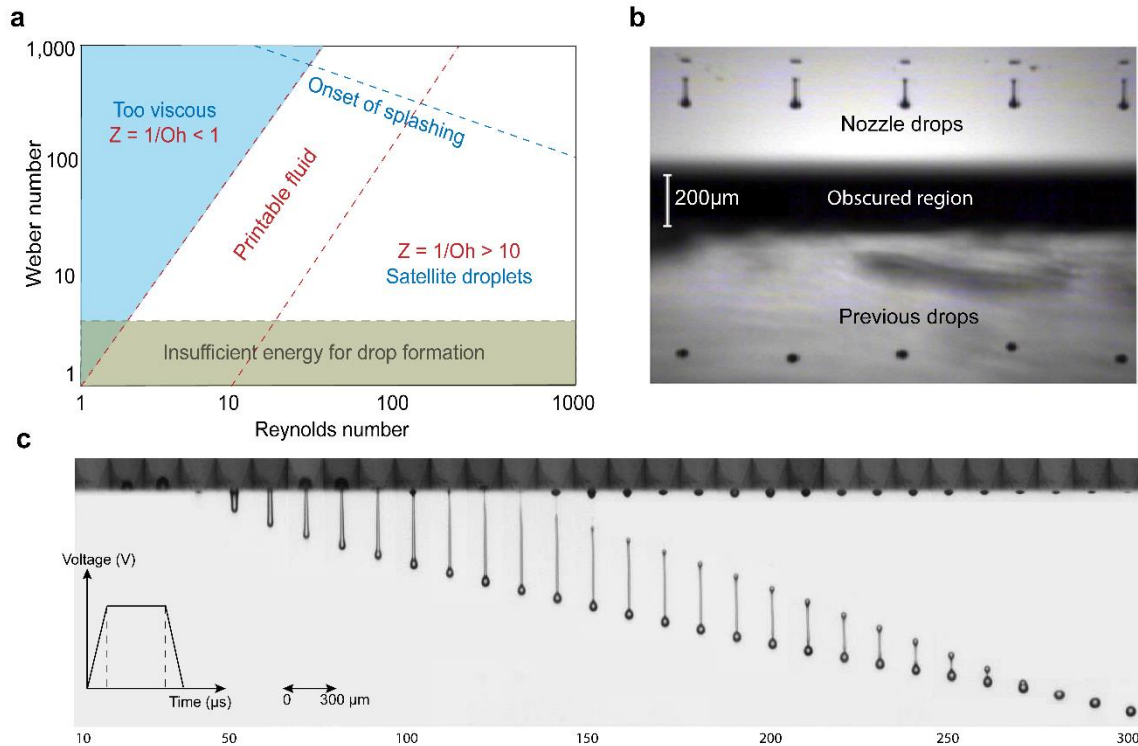 a
1,000
100
10
1
Weber number
Too viscous
Z = 1/Oh < 1
Onset of splashing
Printable fluid
Z = 1/Oh > 10
Satellite droplets
Insufficient energy for drop formation
1
10
100
1000
Reynolds number
b
Nozzle drops
200μm
Obscured region
Previous drops
c
Voltage (V)
Time (μs)
0
300 μm
10
50
100
150
200
250
300